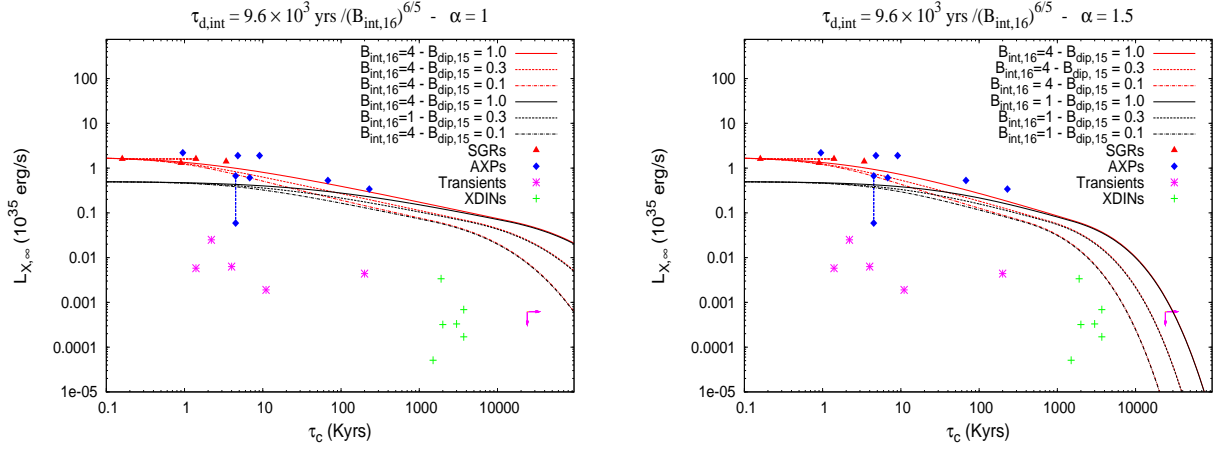 τd,int = 9.6 × 10^3 yrs /(Bint,16)^6/5 - α = 1
Bint,16=4 - Bdip,15 = 1.0
Bint,16=4 - Bdip,15 = 0.3
Bint,16=4 - Bdip,15 = 0.1
Bint,16=1 - Bdip,15 = 1.0
Bint,16=1 - Bdip,15 = 0.3
Bint,16=4 - Bdip,15 = 0.1
SGRs
AXPs
Transients
XDINs
LX,∞ (10^35 erg/s)
100
10
1
0.1
0.01
0.001
0.0001
1e-05
0.1
1
10
100
1000
10000
τc (Kyrs)
τd,int = 9.6 × 10^3 yrs /(Bint,16)^6/5 - α = 1.5
Bint,16=4 - Bdip,15 = 1.0
Bint,16=4 - Bdip,15 = 0.3
Bint,16= 4 - Bdip,15 = 0.1
Bint,16 = 1 - Bdip,15 = 1.0
Bint,16=1 - Bdip,15 = 0.3
Bint,16=1 - Bdip,15 = 0.1
SGRs
AXPs
Transients
XDINs
LX,∞ (10^35 erg/s)
100
10
1
0.1
0.01
0.001
0.0001
1e-05
0.1
1
10
100
1000
10000
τc (Kyrs)